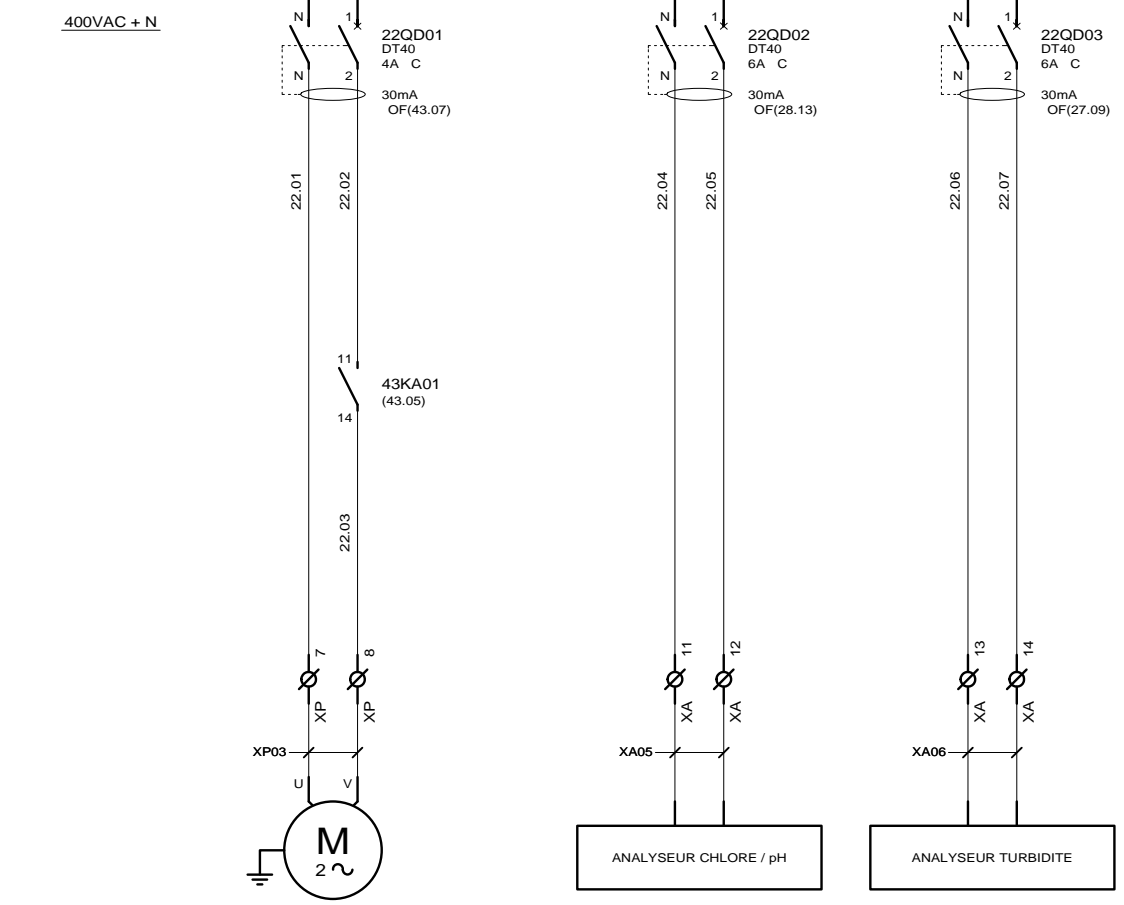 400VAC + N
N 1
22QD01
DT40
4A C
N 2
30mA
OF(43.07)
22.01
22.02
11
43KA01
(43.05)
14
22.03
7
8
XP
XP
XP03
U V
M
2
N 1
22QD02
DT40
6A C
N 2
30mA
OF(28.13)
22.04
22.05
11
12
XA
XA
XA05
ANALYSEUR CHLORE / pH
N 1
22QD03
DT40
6A C
N 2
30mA
OF(27.09)
22.06
22.07
13
14
XA
XA
XA06
ANALYSEUR TURBIDITE